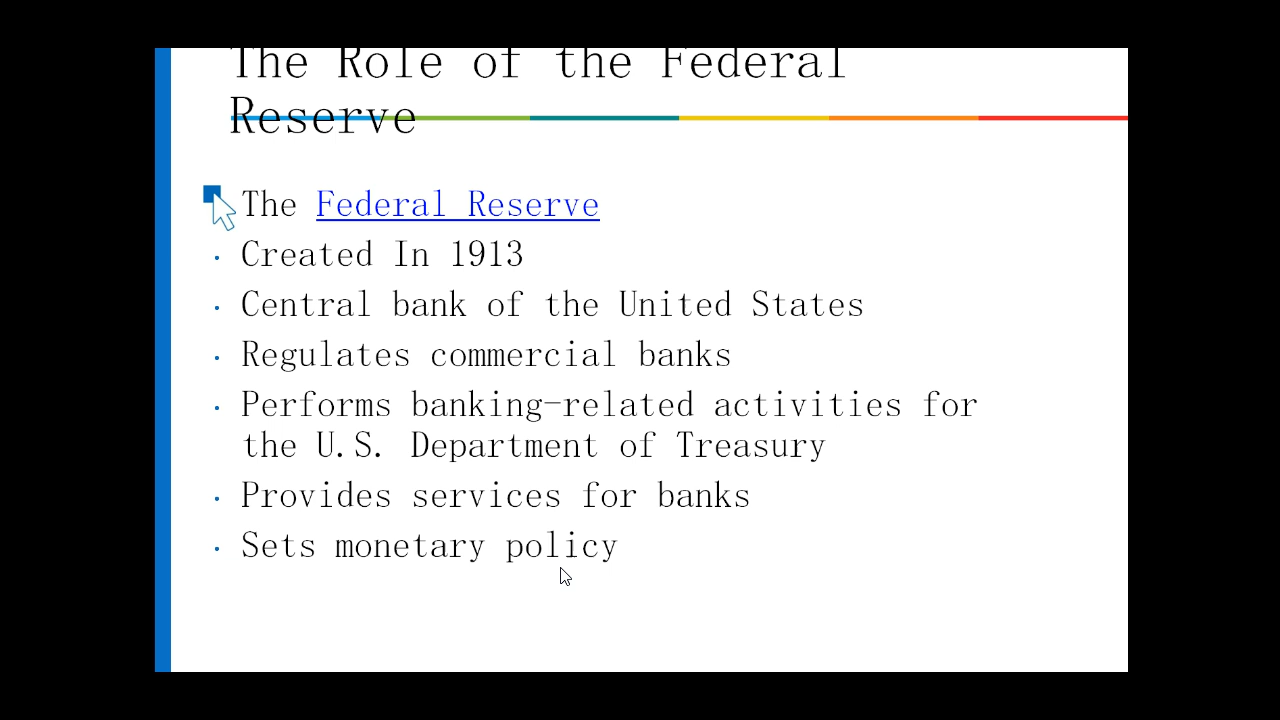 The Role of the Federal
Reserve
The Federal Reserve
Created In 1913
Central bank of the United States
Regulates commercial banks
Performs banking-related activities for
the U.S. Department of Treasury
Provides services for banks
Sets monetary policy